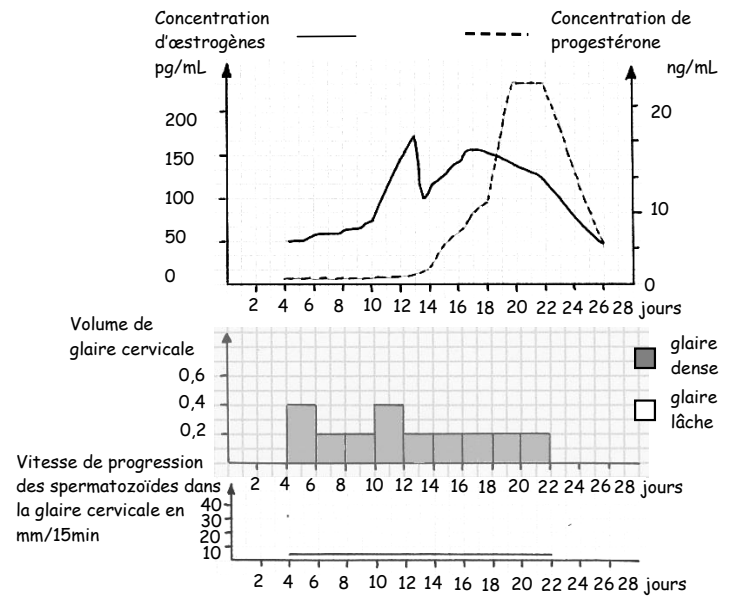 Concentration
d'œstrogènes
pg/mL
Concentration de
progestérone
ng/mL
200
150
100
50
0
20
10
0
2 4 6 8 10 12 13 14 16 18 20 22 24 26 28 jours
Volume de
glaire cervicale
0,6
0,4
0,2
glaire
dense
glaire
lâche
2 4 6 8 10 12 14 16 18 20 22 24 26 28 jours
Vitesse de progression
des spermatozoïdes dans
la glaire cervicale en
mm/15min
40
30
20
10
2 4 6 8 10 12 14 16 18 20 22 24 26 28 jours